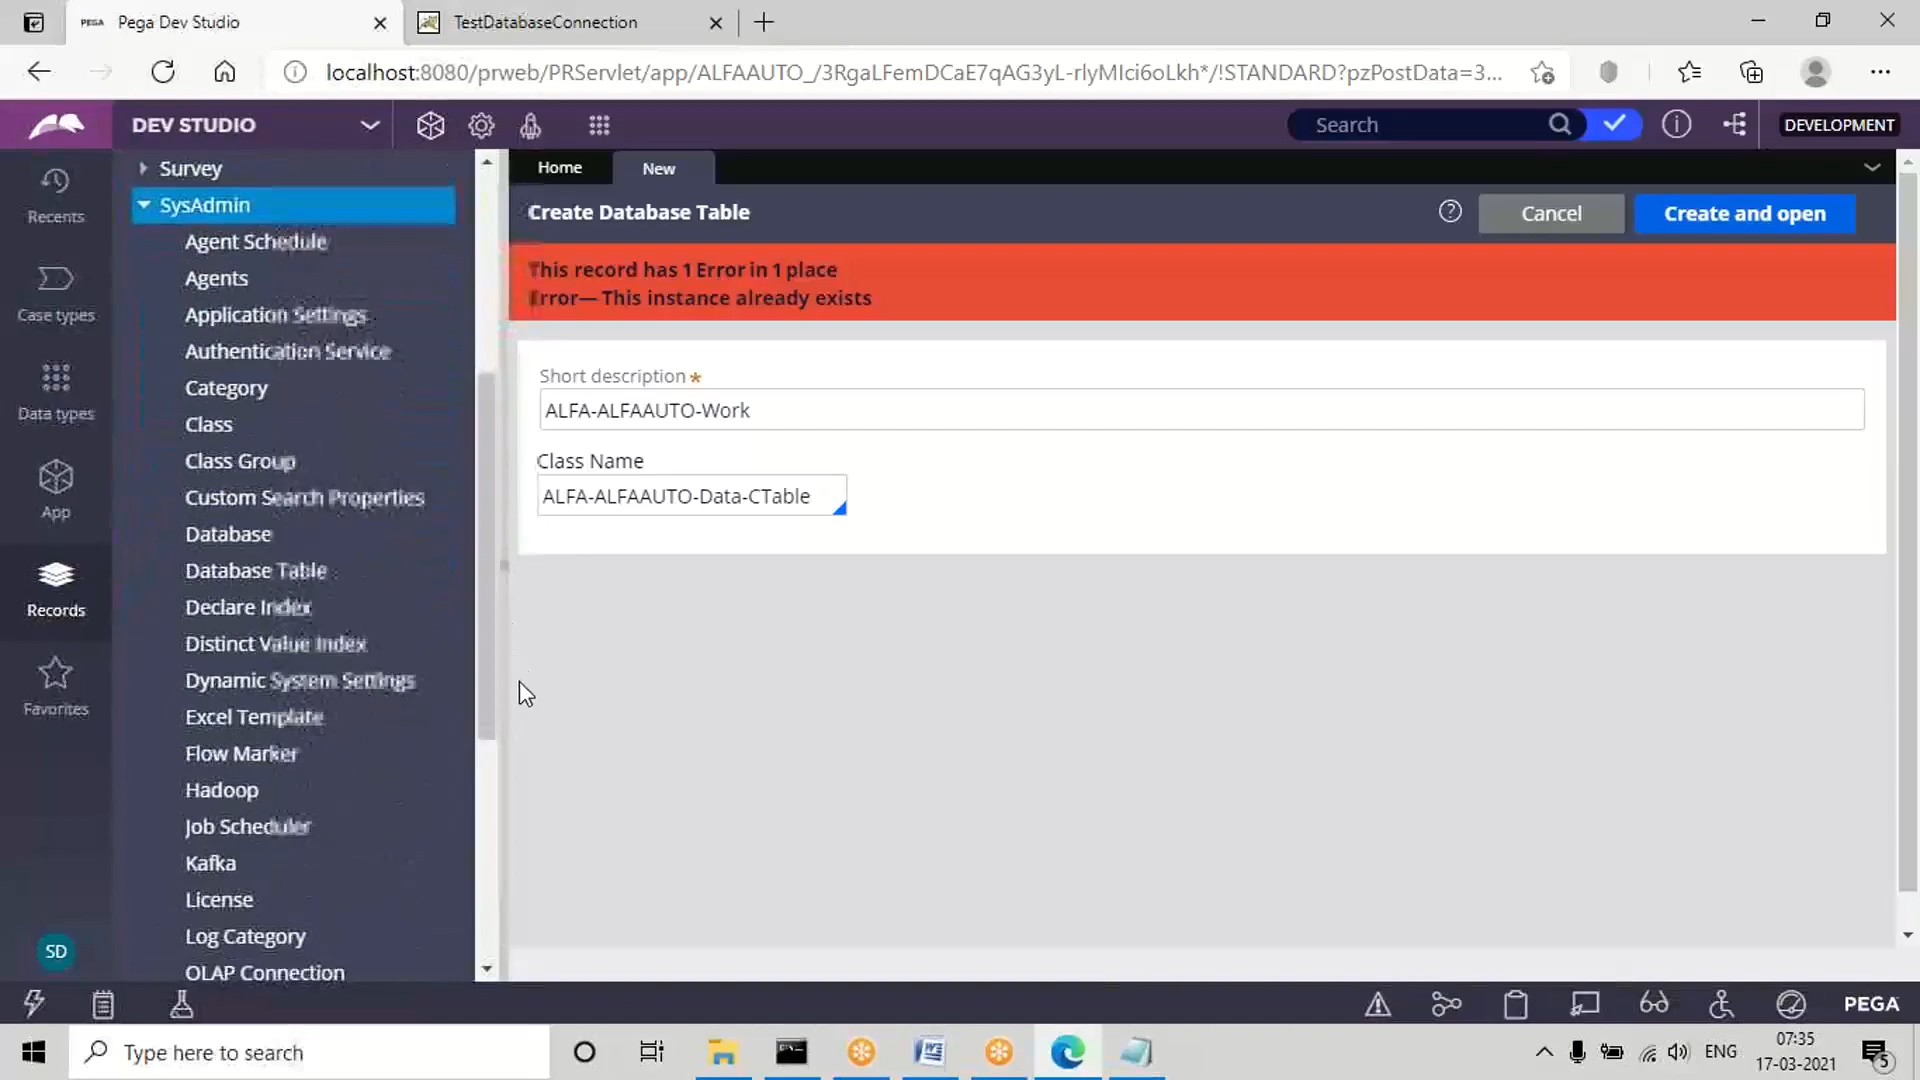 Pega Dev Studio
TestDatabaseConnection
localhost:8080/prweb/PRServlet/app/ALFAAUTO_/3RgaLFemDCaE7qAG3yL-rlyMIci6oLkh*/!STANDARD?pzPostData=3...
DEV STUDIO
Search
DEVELOPMENT
Recents
Case types
Data types
App
Records
Favorites
SD
Survey
SysAdmin
Agent Schedule
Agents
Application Settings
Authentication Service
Category
Class
Class Group
Custom Search Properties
Database
Database Table
Declare Index
Distinct Value Index
Dynamic System Settings
Excel Template
Flow Marker
Hadoop
Job Scheduler
Kafka
License
Log Category
OLAP Connection
Home
New
Create Database Table
Cancel
Create and open
This record has 1 Error in 1 place
Error— This instance already exists
Short description *
ALFA-ALFAAUTO-Work
Class Name
ALFA-ALFAAUTO-Data-CTable
PEGA
Type here to search
ENG
07:35
17-03-2021
5